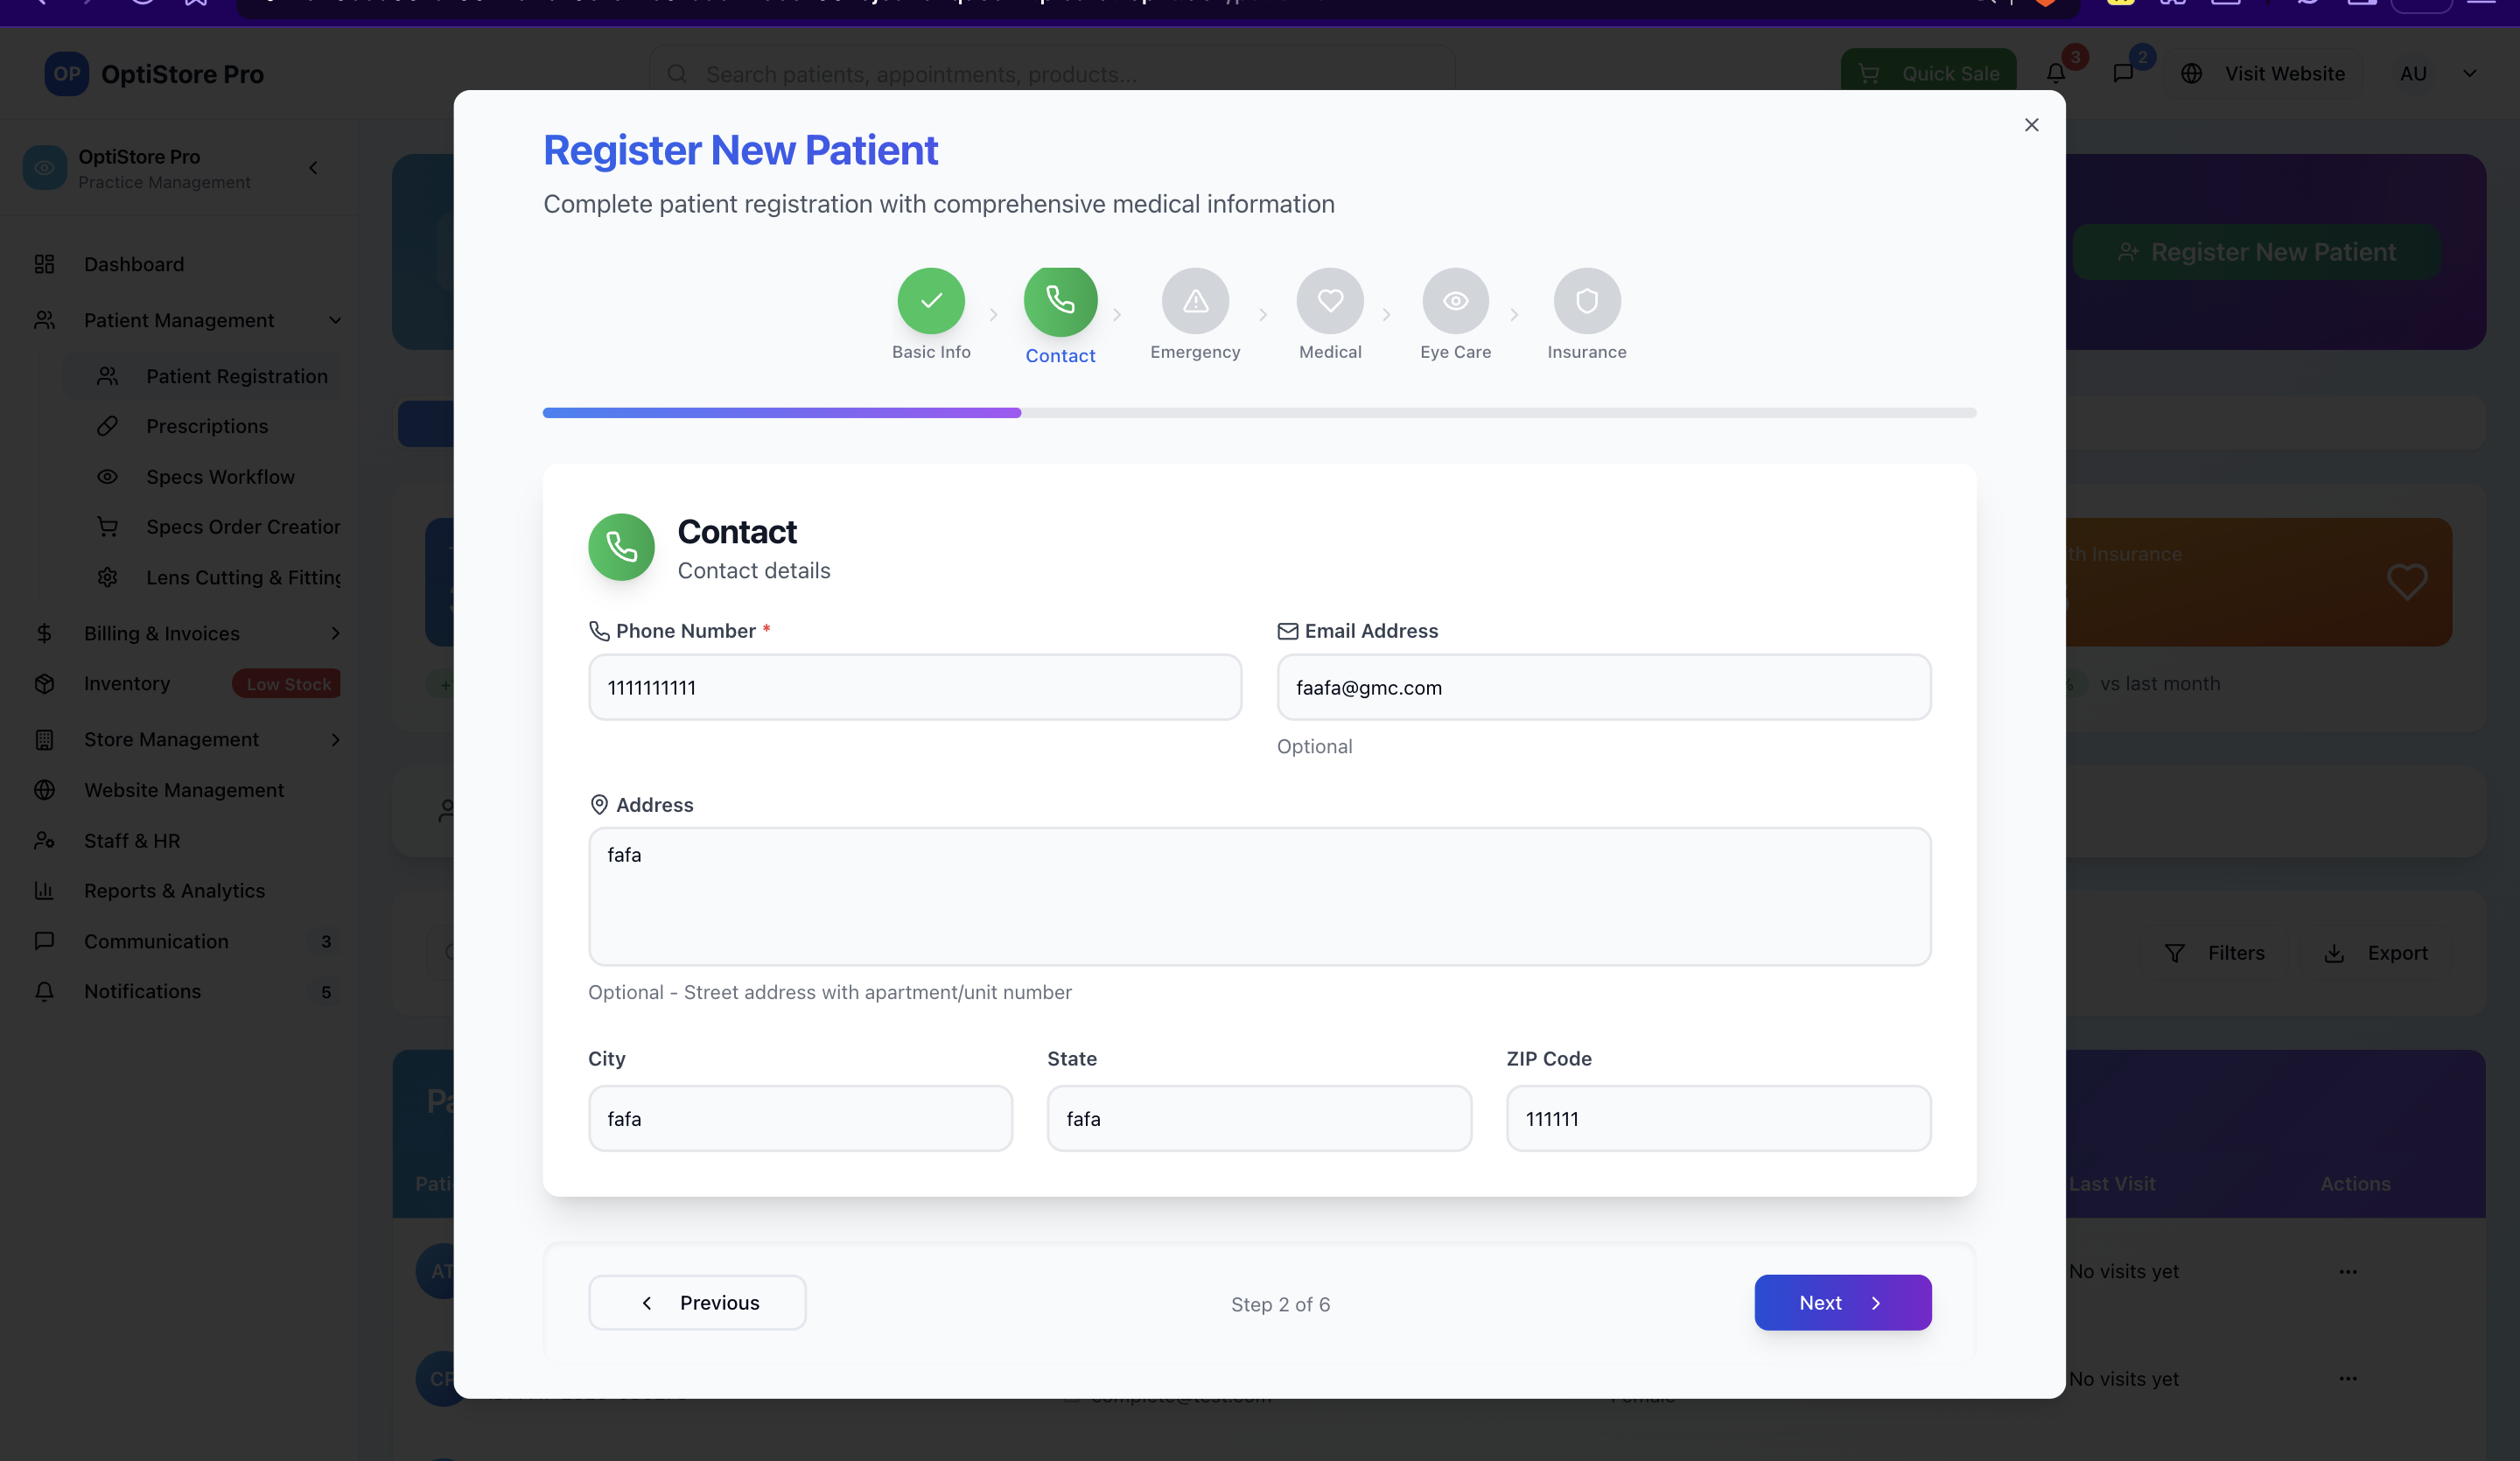 OP OptiStore Pro
Search patients, appointments, products...
Quick Sale
3
2
Visit Website
AU
OptiStore Pro
Practice Management
Dashboard
Patient Management
Patient Registration
Prescriptions
Specs Workflow
Specs Order Creation
Lens Cutting & Fitting
Billing & Invoices
Inventory
Low Stock
Store Management
Website Management
Staff & HR
Reports & Analytics
Communication 3
Notifications 5
Register New Patient
Complete patient registration with comprehensive medical information
Basic Info
Contact
Emergency
Medical
Eye Care
Insurance
Contact
Contact details
Phone Number *
1111111111
Email Address
faafa@gmc.com
Optional
Address
fafa
Optional - Street address with apartment/unit number
City
fafa
State
fafa
ZIP Code
111111
Previous
Step 2 of 6
Next
Register New Patient
Insurance
vs last month
Filters
Export
Last Visit
Actions
AT
No visits yet
No visits yet